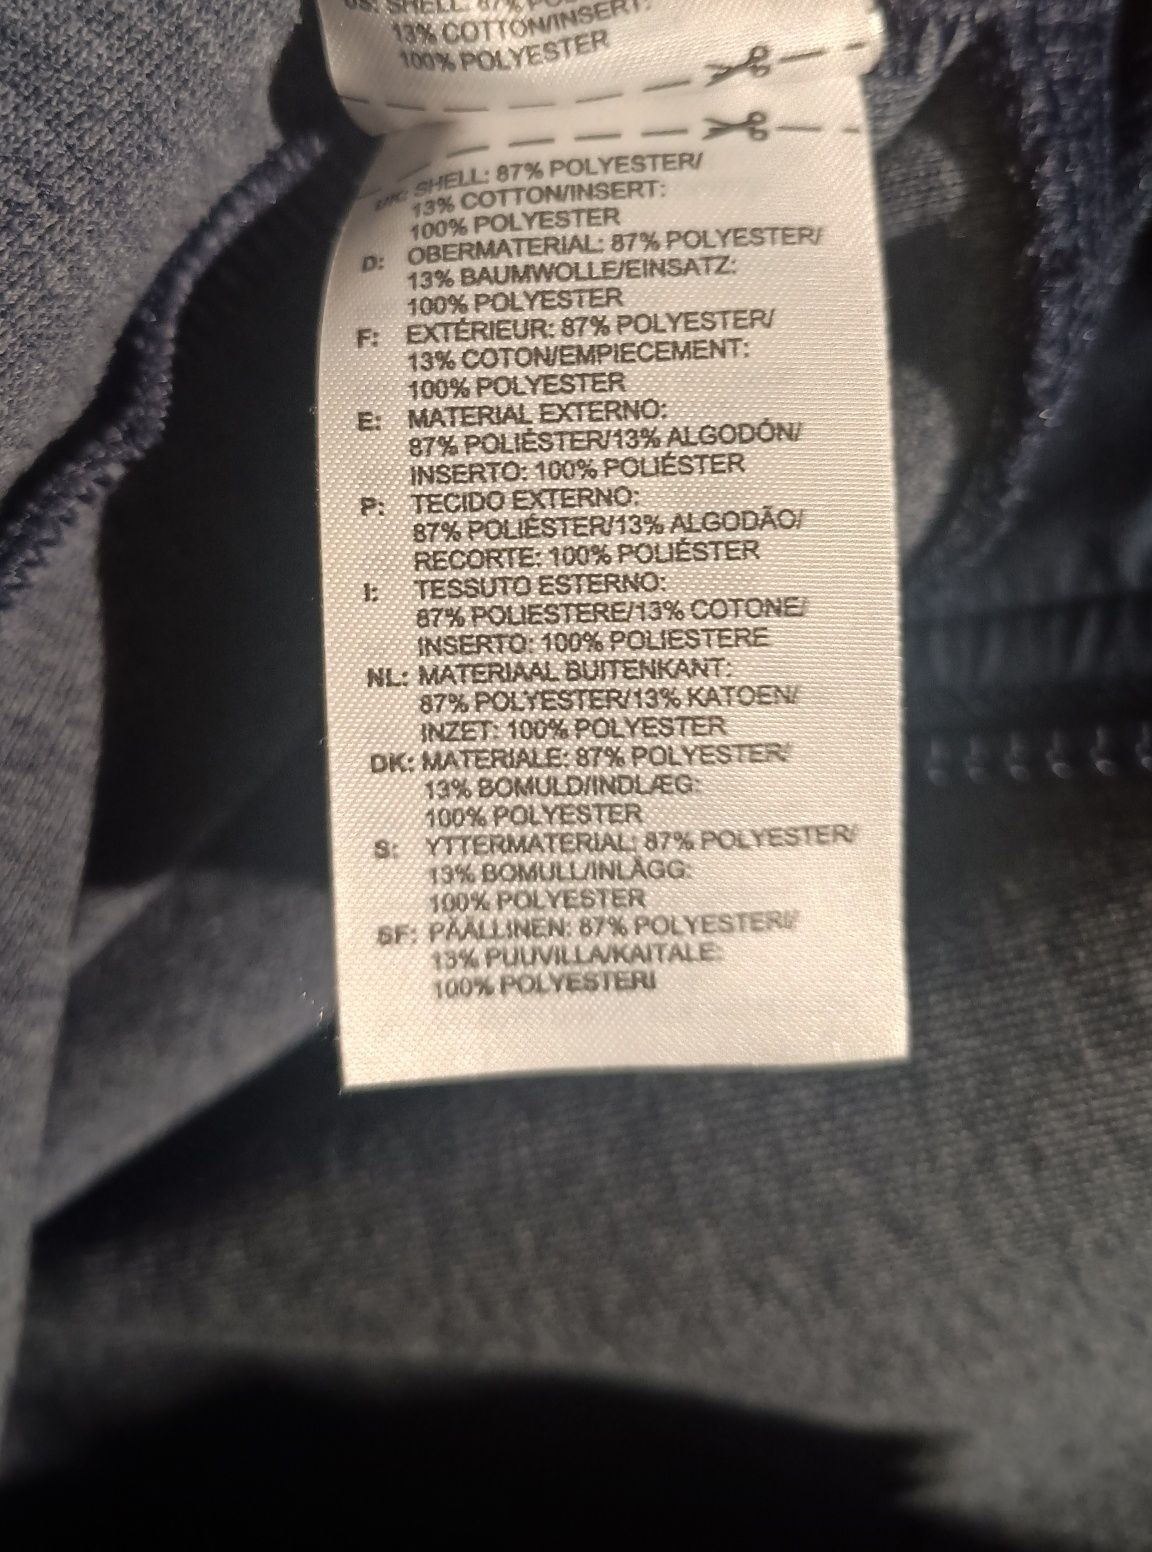 US: SHELL: 87% 
13% COTTON/INSERT:
100% POLYESTER
UK: SHELL: 87% POLYESTER/
13% COTTON/INSERT:
100% POLYESTER
D: OBERMATERIAL: 87% POLYESTER/
13% BAUMWOLLE/EINSATZ:
100% POLYESTER
F: EXTÉRIEUR: 87% POLYESTER/
13% COTON/EMPIECEMENT:
100% POLYESTER
E: MATERIAL EXTERNO:
87% POLIÉSTER/13% ALGODÓN/
INSERTO: 100% POLIÉSTER
P: TECIDO EXTERNO:
87% POLIÉSTER/13% ALGODÃO/
RECORTE: 100% POLIÉSTER
I: TESSUTO ESTERNO:
87% POLIESTERE/13% COTONE/
INSERTO: 100% POLIESTERE
NL: MATERIAAL BUITENKANT:
87% POLYESTER/13% KATOEN/
INZET: 100% POLYESTER
DK: MATERIALE: 87% POLYESTER/
13% BOMULD/INDLÆG:
100% POLYESTER
S: YTTERMATERIAL: 87% POLYESTER/
13% BOMULL/INLÄGG:
100% POLYESTER
SF: PÄÄLLINEN: 87% POLYESTERI/
13% PUUVILLA/KAITALE:
100% POLYESTERI